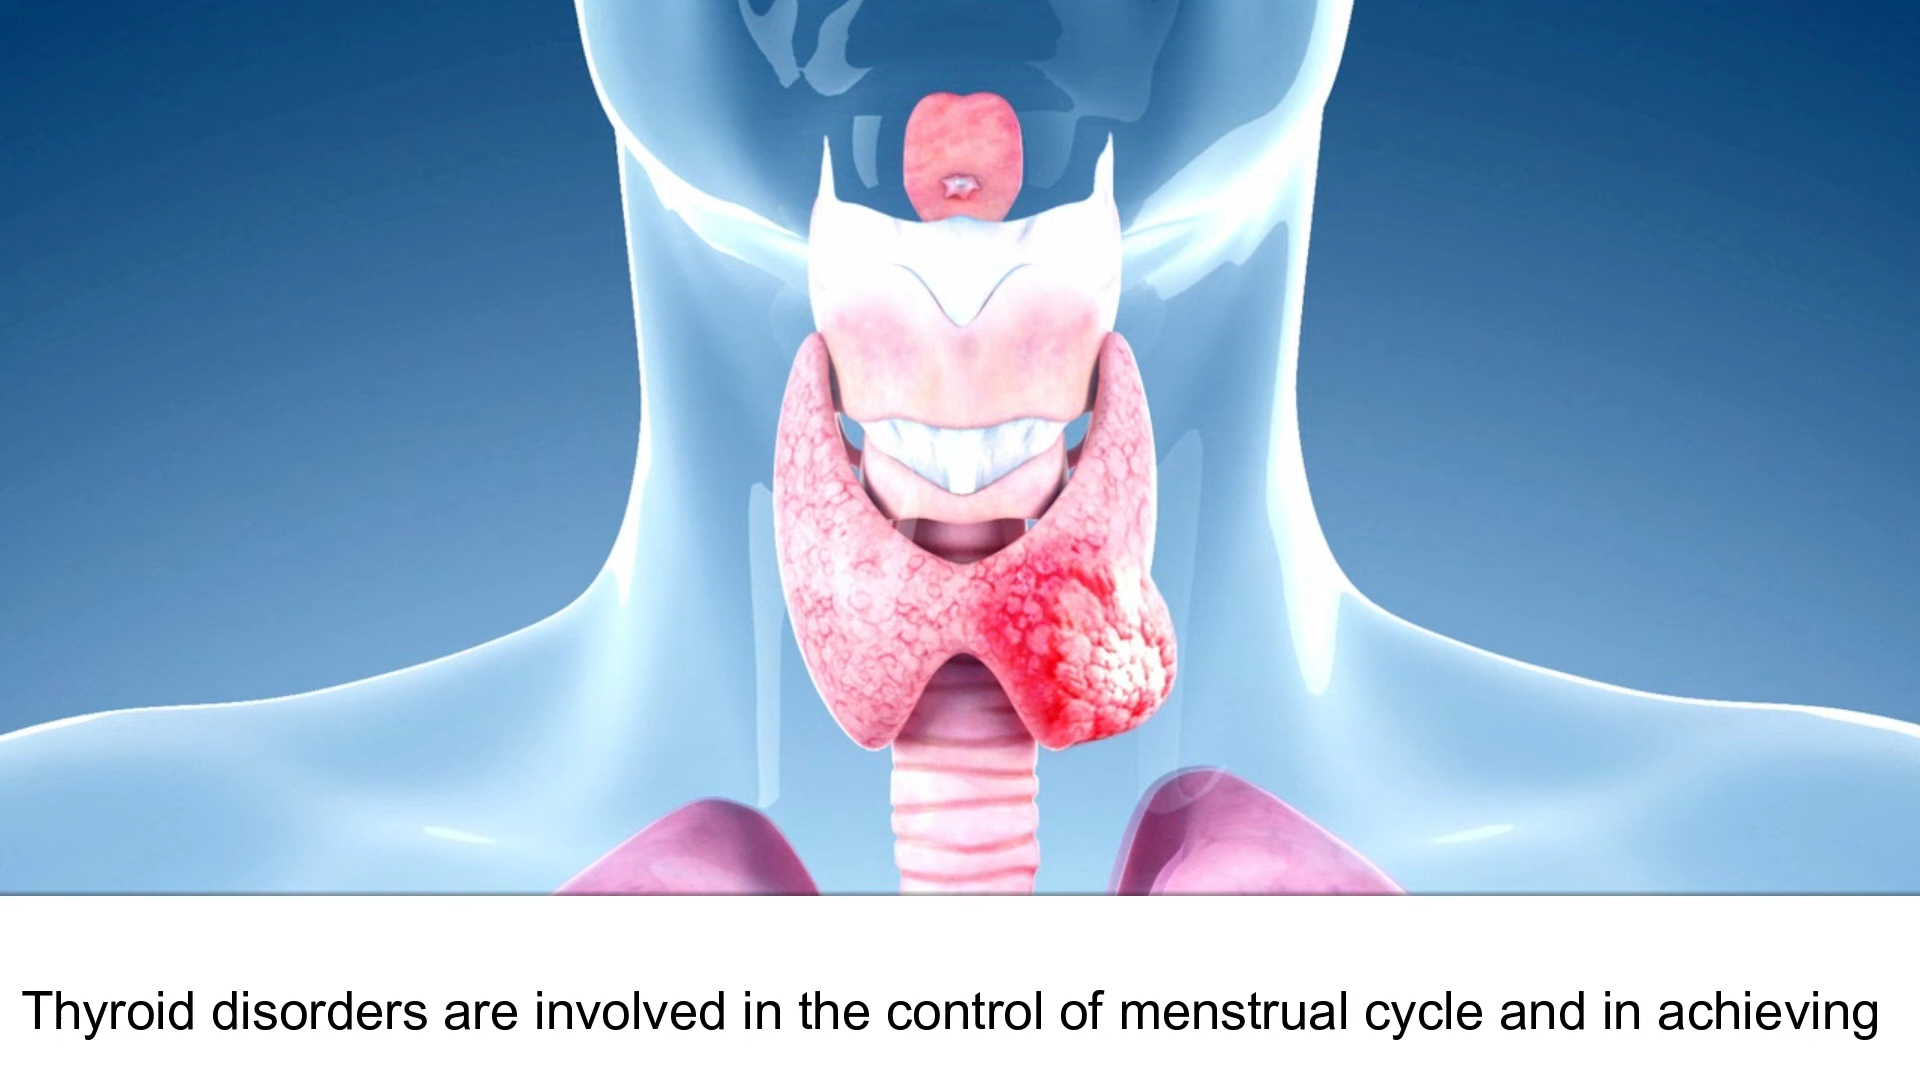 Thyroid disorders are involved in the control of menstrual cycle and in achieving